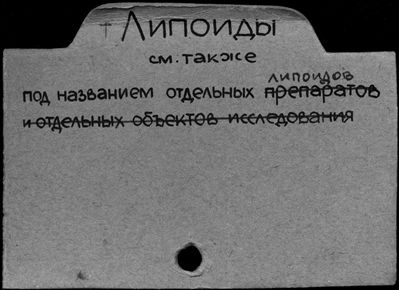 † Липоиды
см. также
липоидов
под названием отдельных препаратов
и отдельных объектов исследования